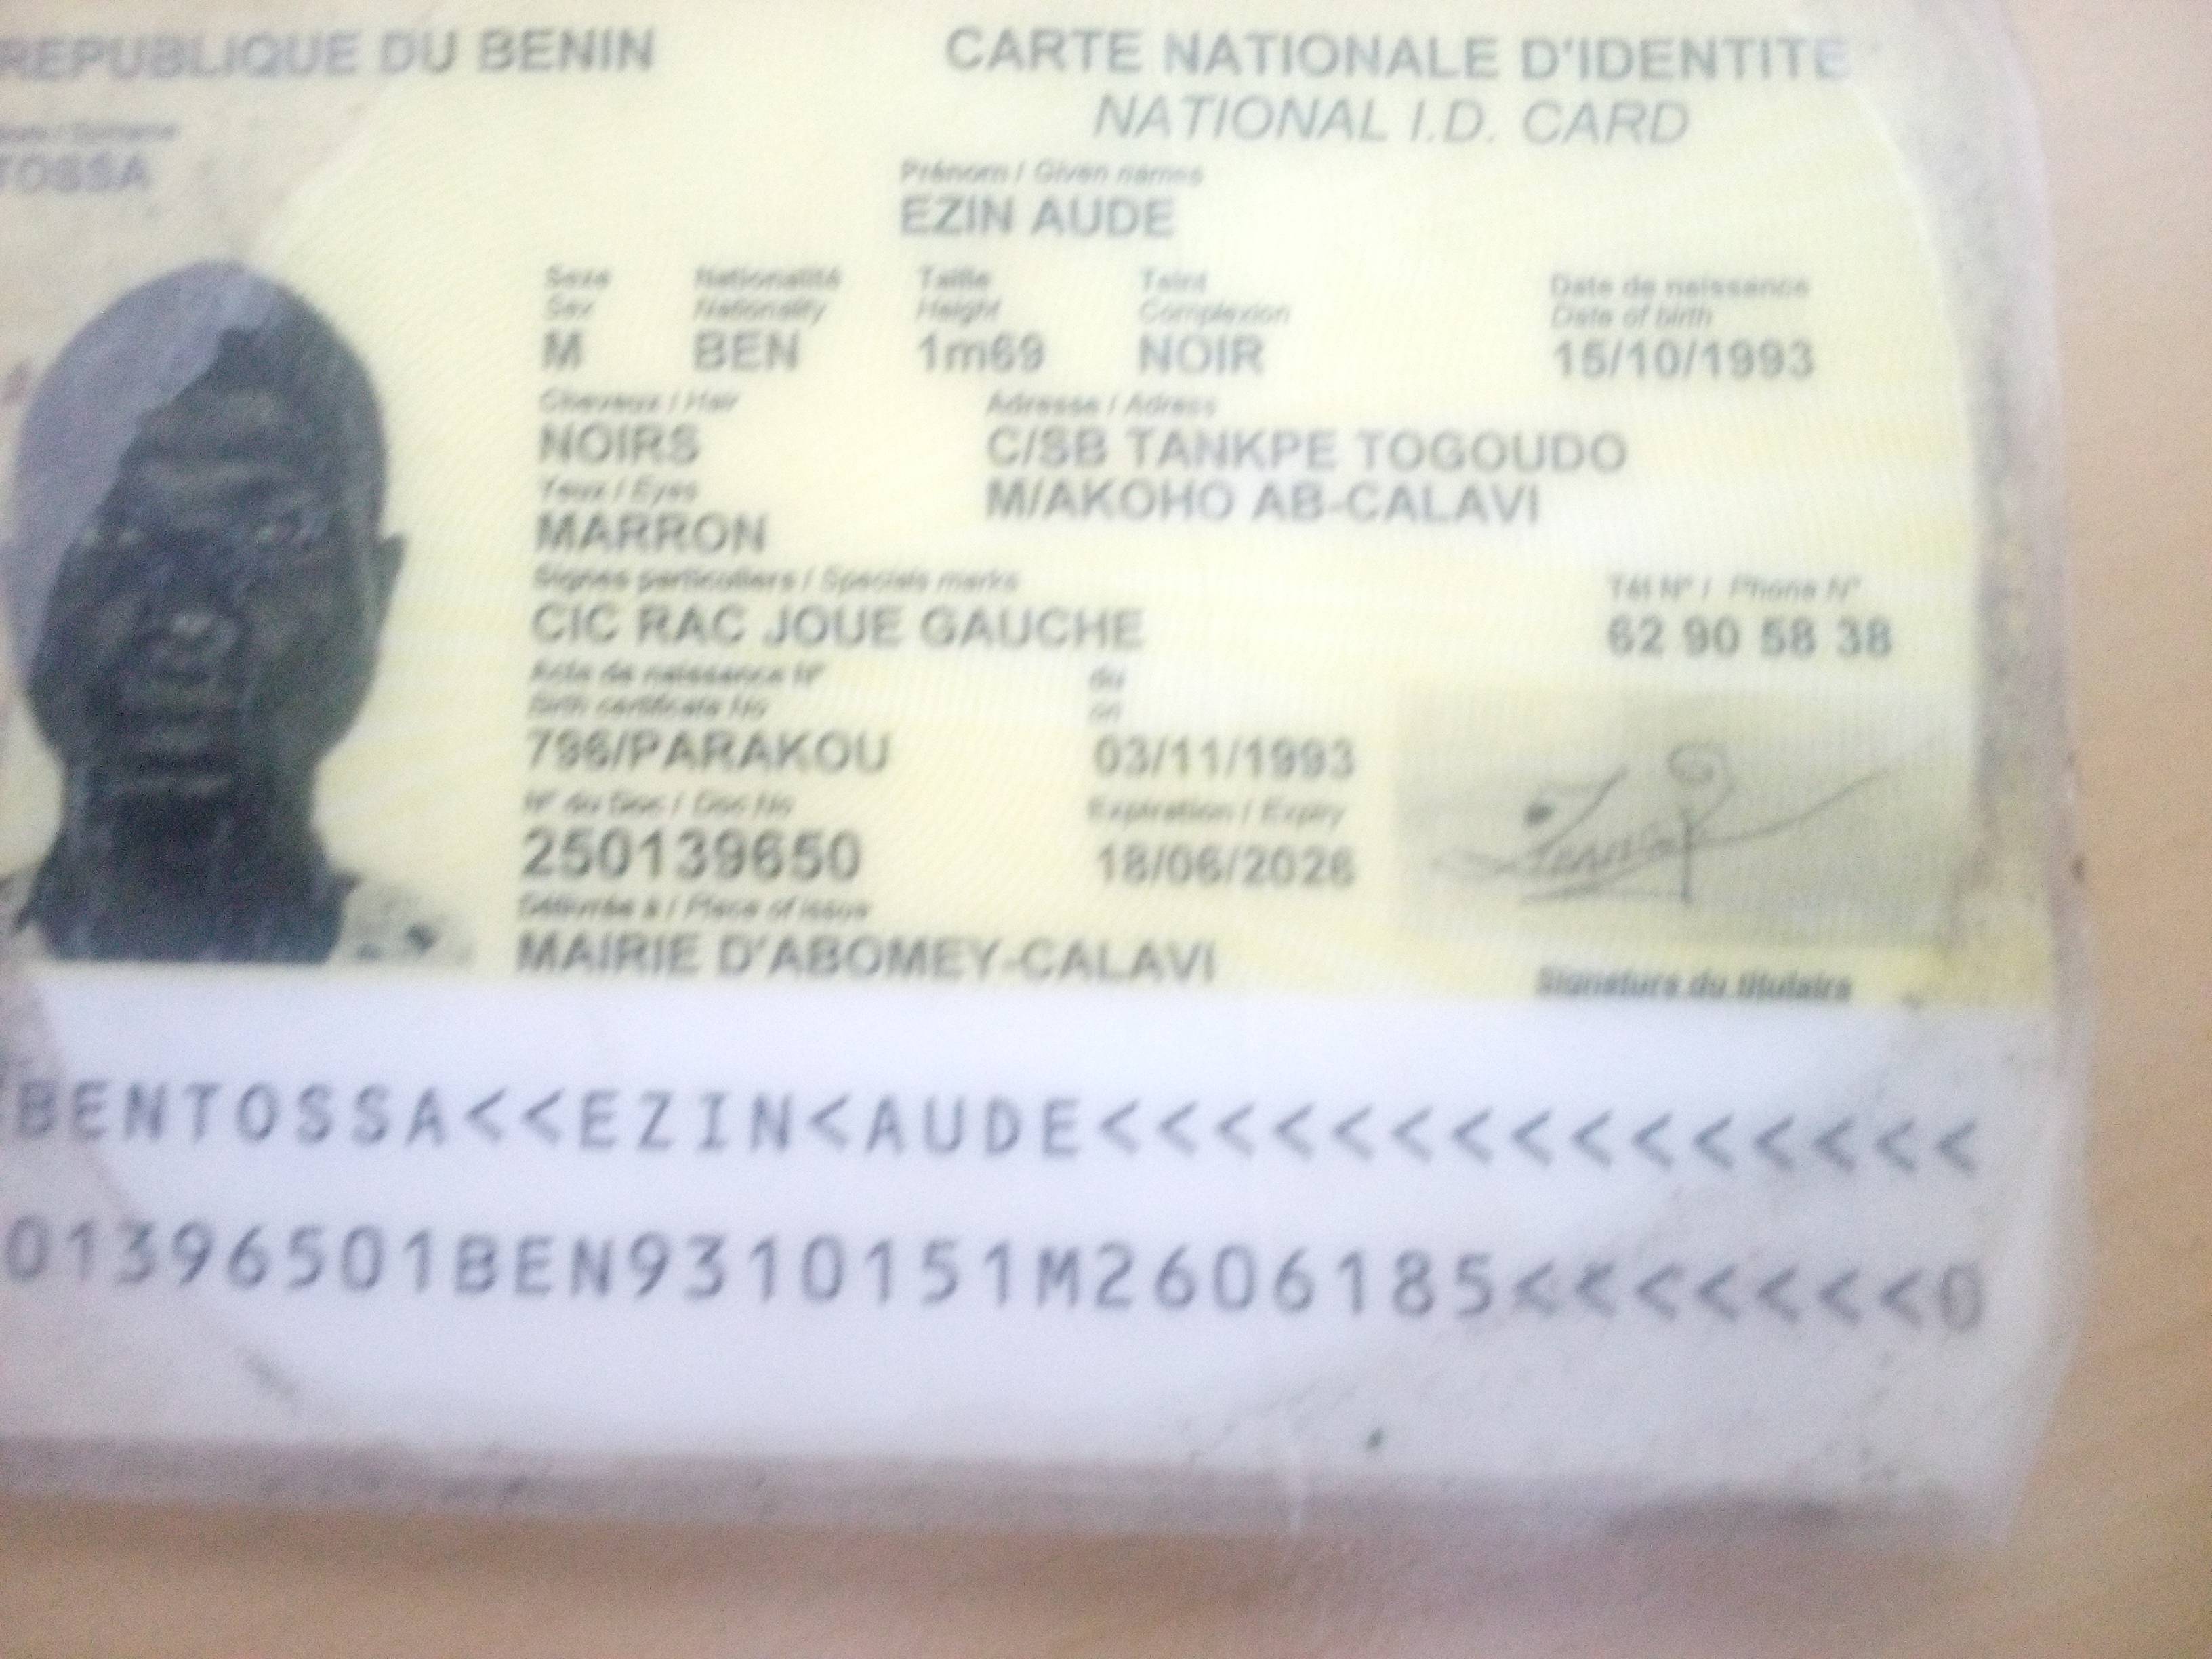 REPUBLIQUE DU BENIN
CARTE NATIONALE D'IDENTITE
NATIONAL I.D. CARD
TOSSA
Prénom / Given names
EZIN AUDE
Sexe Nationalité Taille Teint Date de naissance
Sex Nationality Height Complexion Date of birth
M BEN 1m69 NOIR 15/10/1993
Cheveux / Hair Adresse / Adress
NOIRS C/SB TANKPE TOGOUDO
Yeux / Eyes M/AKOHO AB-CALAVI
MARRON
Signes particuliers / Specials marks Tél N° / Phone N°
CIC RAC JOUE GAUCHE 62 90 58 38
Acte de naissance N° du
Birth certificate No on
796/PARAKOU 03/11/1993
N° du Doc / Doc No Expiration / Expiry
250139650 18/06/2026
Délivrée à / Place of issue
MAIRIE D'ABOMEY-CALAVI
Signature du titulaire
BENTOSSA<<EZIN<AUDE<<<<<<<<<<<<<<<<
01396501BEN9310151M2606185<<<<<<<0